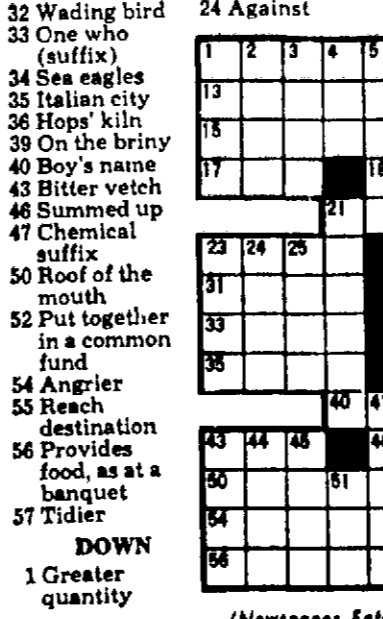 32 Wading bird
33 One who
(suffix)
34 Sea eagles
35 Italian city
36 Hops' kiln
39 On the briny
40 Boy's name
43 Bitter vetch
46 Summed up
47 Chemical
suffix
50 Roof of the
mouth
52 Put together
in a common
fund
54 Angrier
55 Reach
destination
56 Provides
food, as at a
banquet
57 Tidier
DOWN
1 Greater
quantity
24 Against
1 2 3 4 5
13
15
17
21
23 24 25
31
33
35
40
43 44 45
50 51
54
56